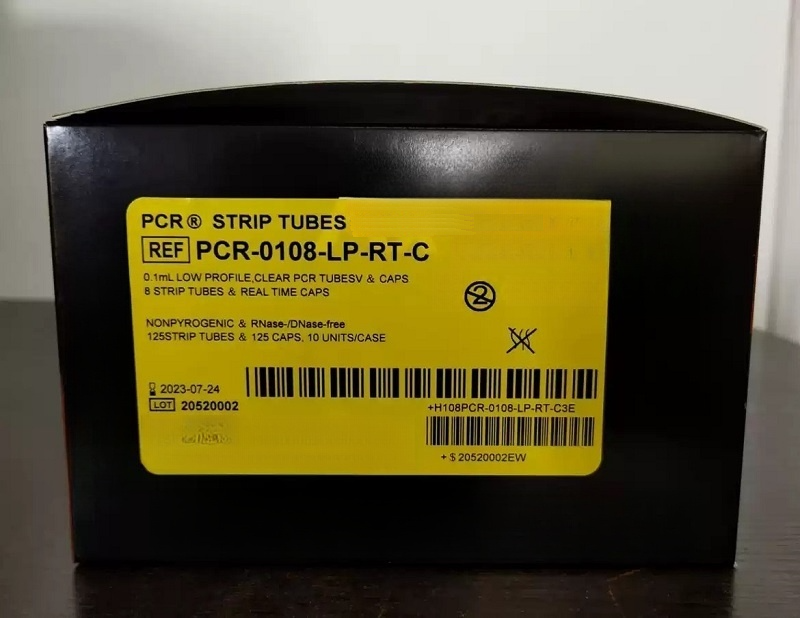 PCR® STRIP TUBES
REF PCR-0108-LP-RT-C
0.1mL LOW PROFILE,CLEAR PCR TUBESV & CAPS
8 STRIP TUBES & REAL TIME CAPS
2
NONPYROGENIC & RNase-/DNase-free
125STRIP TUBES & 125 CAPS, 10 UNITS/CASE
2023-07-24
LOT 20520002
+H108PCR-0108-LP-RT-C3E
+$20520002EW